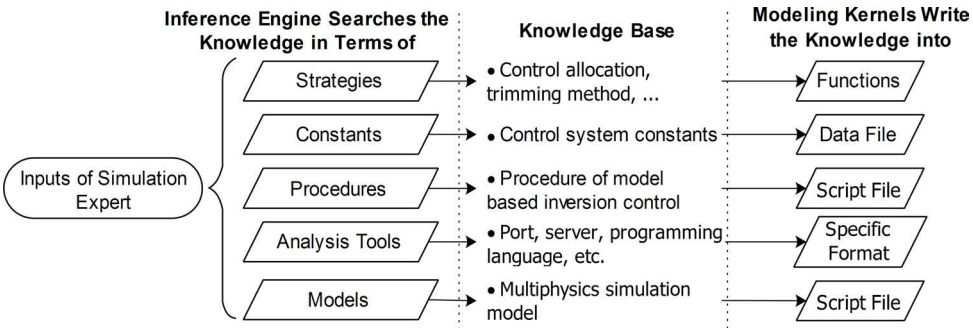 Inference Engine Searches the
Knowledge in Terms of
Knowledge Base
Modeling Kernels Write
the Knowledge into
Inputs of Simulation
Expert
Strategies
• Control allocation,
trimming method, ...
Functions
Constants
• Control system constants
Data File
Procedures
• Procedure of model
based inversion control
Script File
Analysis Tools
• Port, server, programming
language, etc.
Specific
Format
Models
• Multiphysics simulation
model
Script File